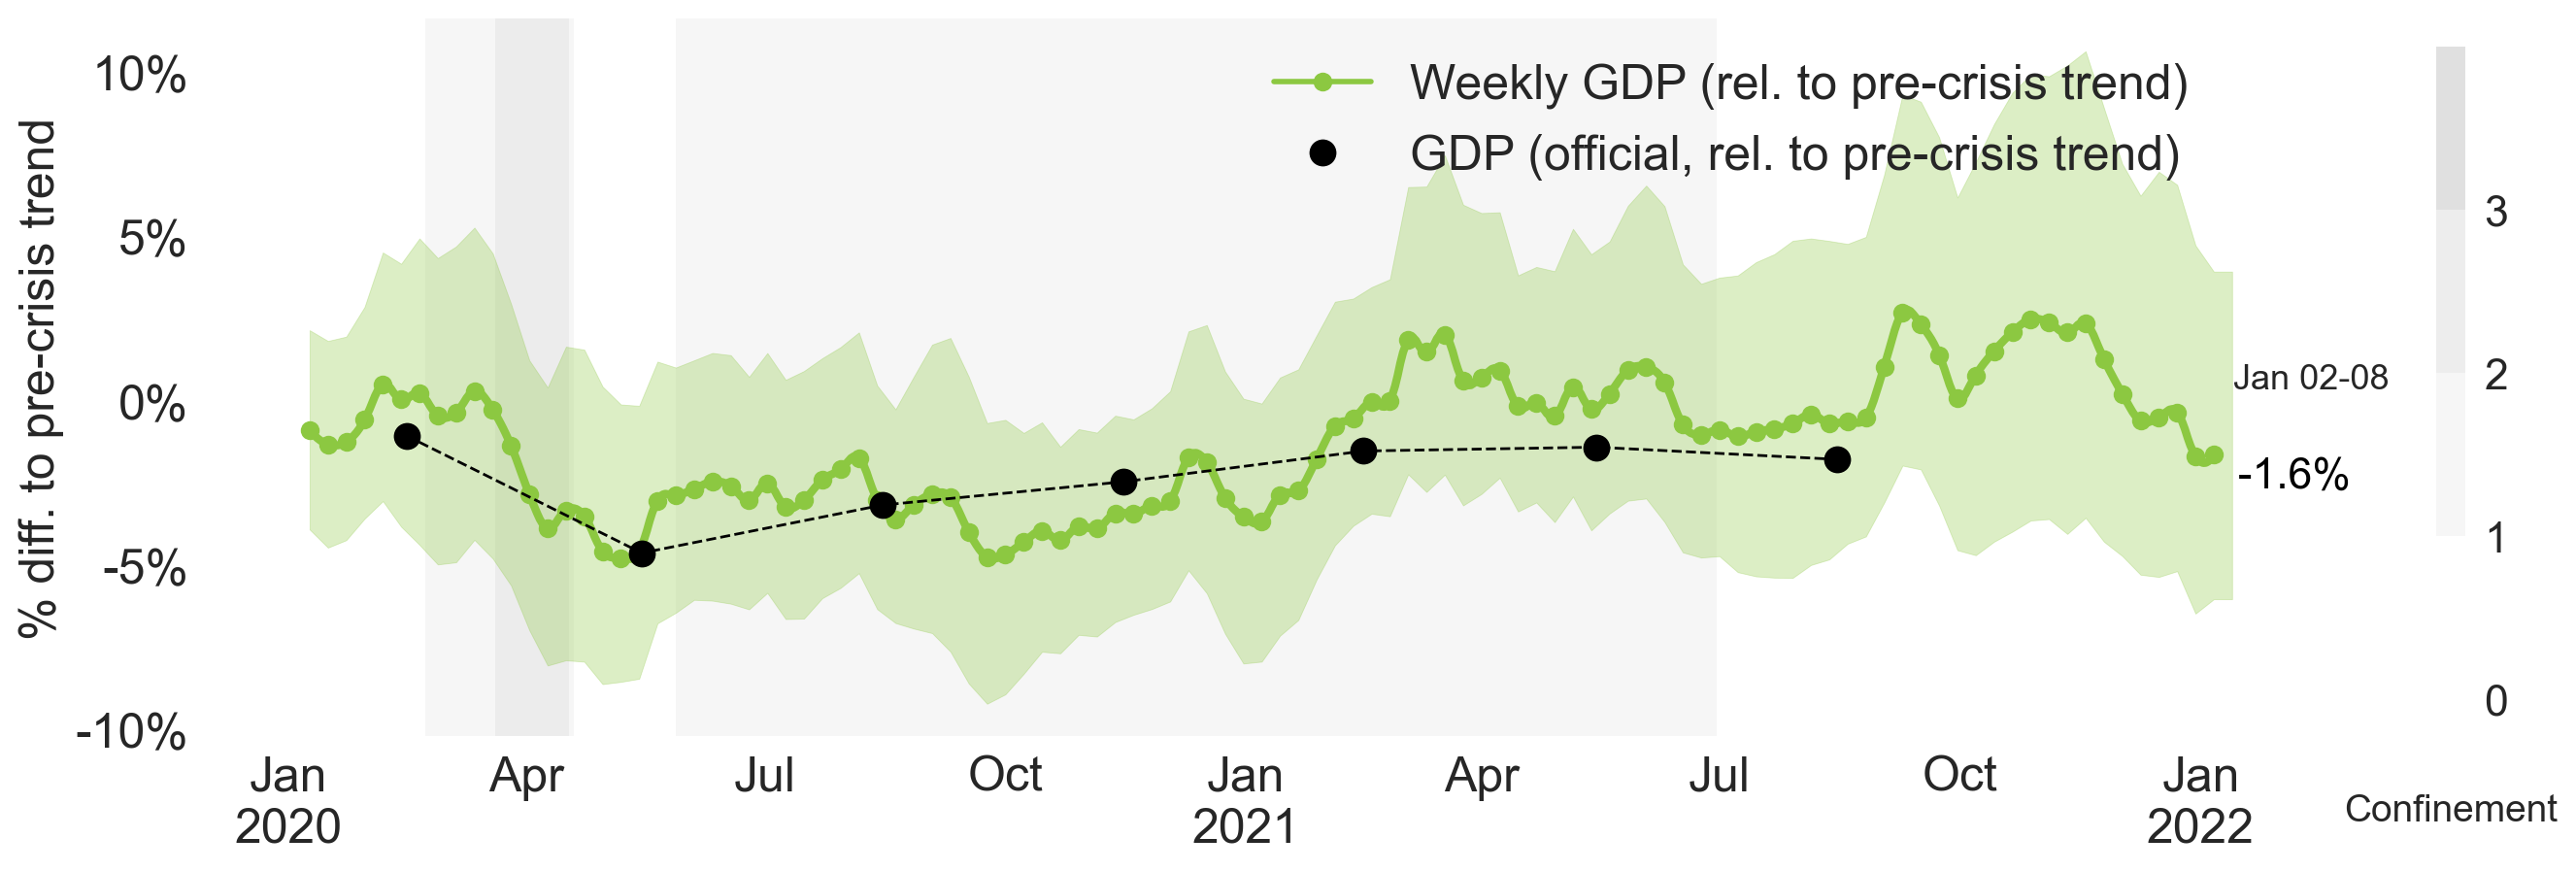 % diff. to pre-crisis trend
10%
5%
0%
-5%
-10%
Weekly GDP (rel. to pre-crisis trend)
GDP (official, rel. to pre-crisis trend)
Jan 02-08
-1.6%
3
2
1
0
Confinement
Jan Apr Jul Oct Jan Apr Jul Oct Jan
2020 2021 2022